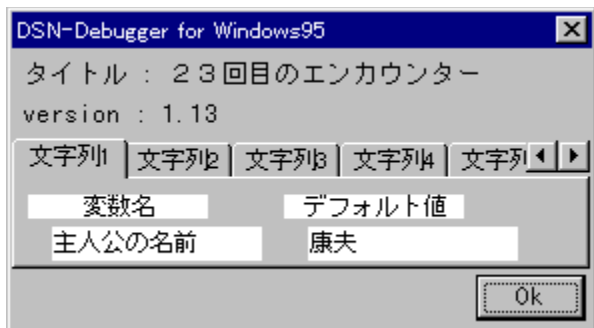 DSN-Debugger for Windows95
タイトル : ２３回目のエンカウンター
version : 1.13
文字列1 文字列2 文字列3 文字列4 文字列
変数名 デフォルト値
主人公の名前 康夫
Ok